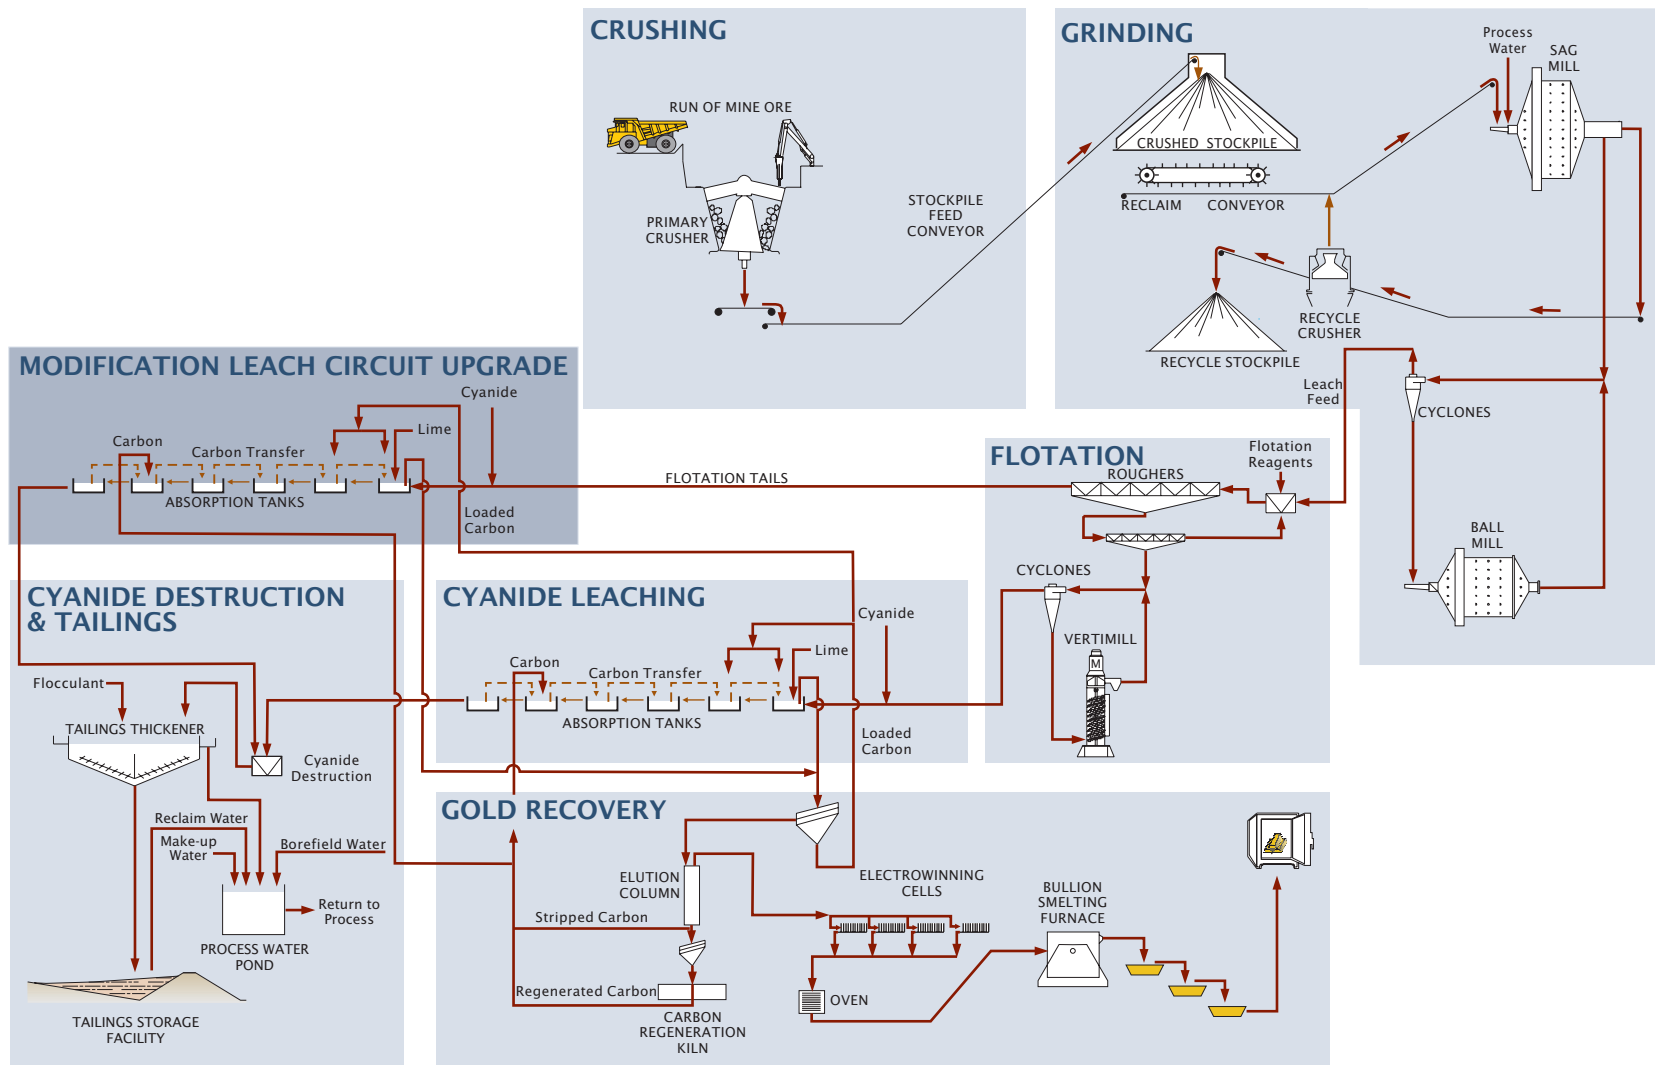 CRUSHING
RUN OF MINE ORE
PRIMARY
CRUSHER
STOCKPILE
FEED
CONVEYOR
GRINDING
Process
Water
SAG
MILL
CRUSHED STOCKPILE
RECLAIM CONVEYOR
RECYCLE
CRUSHER
RECYCLE STOCKPILE
Leach
Feed
CYCLONES
BALL
MILL
MODIFICATION LEACH CIRCUIT UPGRADE
Cyanide
Lime
Carbon
Carbon Transfer
ABSORPTION TANKS
Loaded
Carbon
FLOTATION TAILS
FLOTATION
Flotation
Reagents
ROUGHERS
CYCLONES
VERTIMILL
M
CYANIDE DESTRUCTION
& TAILINGS
Flocculant
TAILINGS THICKENER
Cyanide
Destruction
Reclaim Water
Make-up
Water
Borefield Water
Return to
Process
PROCESS WATER
POND
TAILINGS STORAGE
FACILITY
CYANIDE LEACHING
Cyanide
Lime
Carbon
Carbon Transfer
ABSORPTION TANKS
Loaded
Carbon
GOLD RECOVERY
ELUTION
COLUMN
Stripped Carbon
Regenerated Carbon
CARBON
REGENERATION
KILN
ELECTROWINNING
CELLS
OVEN
BULLION
SMELTING
FURNACE